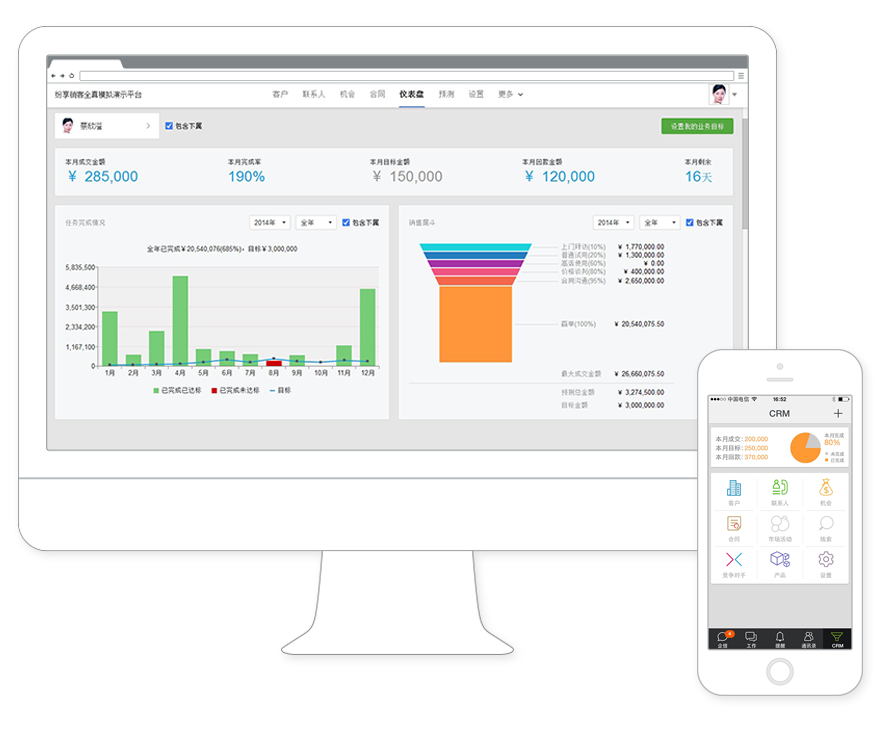 纷享销客全真模拟演示平台 客户 联系人 机会 合同 仪表盘 预测 设置 更多
蔡欣滢 包含下属 设置我的业务目标
本月成交金额 本月完成率 本月目标金额 本月回款金额 本月剩余
¥ 285,000 190% ¥ 150,000 ¥ 120,000 16天
任务完成情况 2014年 全年 包含下属
全年已完成¥20,540,076(685%)，目标¥3,000,000
5,835,500
4,668,400
3,501,300
2,334,200
1,167,100
0
1月 2月 3月 4月 5月 6月 7月 8月 9月 10月 11月 12月
已完成已达标 已完成未达标 目标
销售漏斗 2014年 全年 包含下属
上门拜访(10%) ¥ 1,770,000.00
普通试用(20%) ¥ 1,300,000.00
高级使用(60%) ¥ 0.00
价格谈判(80%) ¥ 400,000.00
合同沟通(95%) ¥ 2,650,000.00
赢单(100%) ¥ 20,540,075.50
最大成交金额 ¥ 26,660,075.50
预测总金额 ¥ 3,274,500.00
目标金额 ¥ 3,000,000.00
中国电信 16:52
CRM
本月成交: 200,000
本月目标: 250,000
本月回款: 370,000
本月完成
80%
未完成
已完成
客户 联系人 机会
合同 市场活动 线索
竞争对手 产品 设置
4
企信 工作 提醒 通讯录 CRM